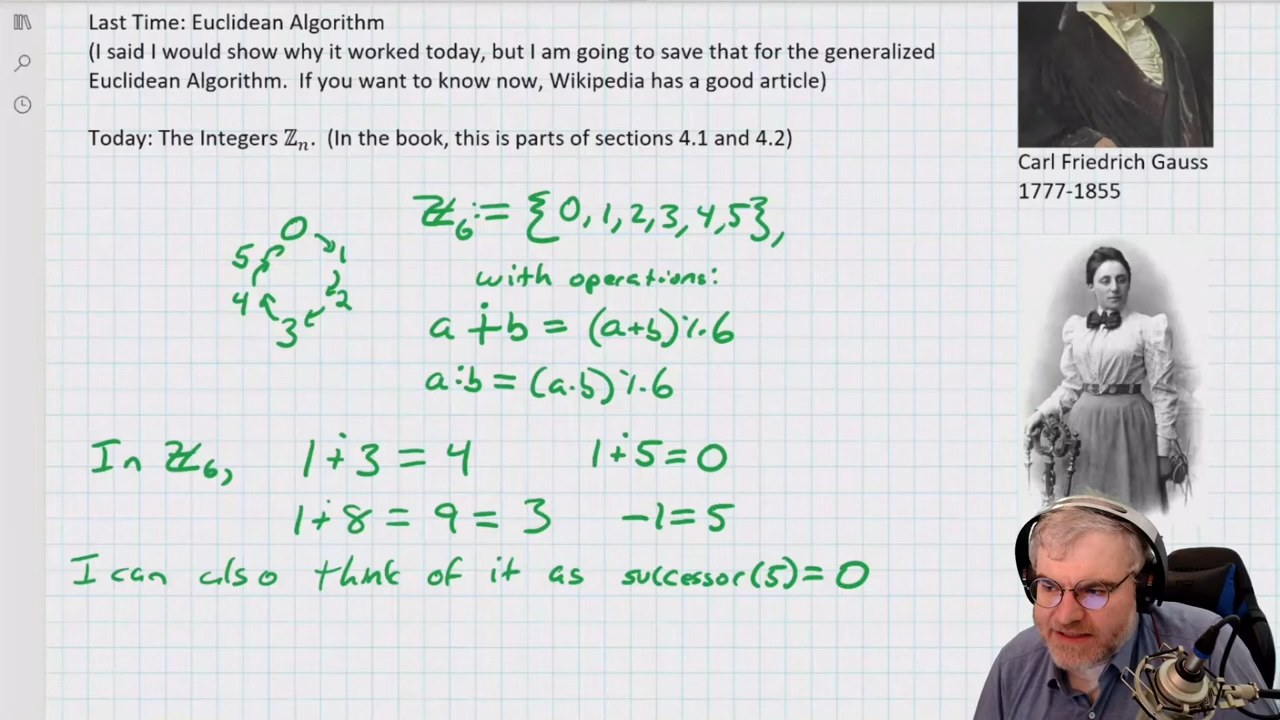 Last Time: Euclidean Algorithm
(I said I would show why it worked today, but I am going to save that for the generalized
Euclidean Algorithm. If you want to know now, Wikipedia has a good article)
Today: The Integers ℤₙ. (In the book, this is parts of sections 4.1 and 4.2)
Carl Friedrich Gauss
1777-1855
ℤ₆ := {0, 1, 2, 3, 4, 5},
with operations:
0
5 1
4 2
3
a ∔ b = (a+b)%6
a ⋅: b = (a·b)%6
In ℤ₆, 1 ∔ 3 = 4 1 ∔ 5 = 0
1 ∔ 8 = 9 = 3 -1 = 5
I can also think of it as successor(5) = 0